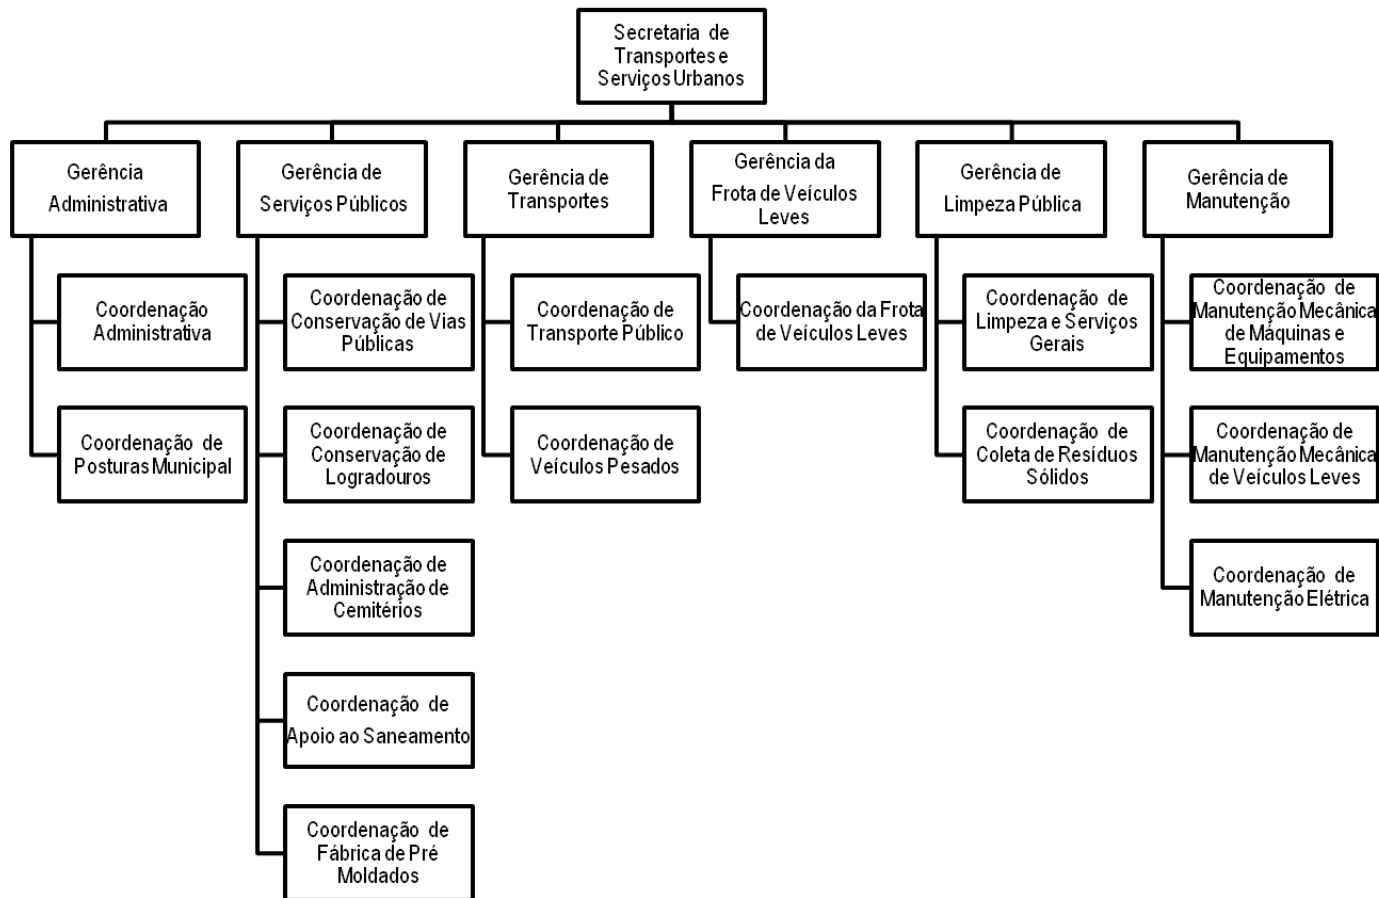 Secretaria de
Transportes e
Serviços Urbanos
Gerência
Administrativa
Gerência de
Serviços Públicos
Gerência de
Transportes
Gerência da
Frota de Veículos
Leves
Gerência de
Limpeza Pública
Gerência de
Manutenção
Coordenação
Administrativa
Coordenação de
Posturas Municipal
Coordenação de
Conservação de Vias
Públicas
Coordenação de
Conservação de
Logradouros
Coordenação de
Administração de
Cemitérios
Coordenação de
Apoio ao Saneamento
Coordenação de
Fábrica de Pré
Moldados
Coordenação de
Transporte Público
Coordenação de
Veículos Pesados
Coordenação da Frota
de Veículos Leves
Coordenação de
Limpeza e Serviços
Gerais
Coordenação de
Coleta de Resíduos
Sólidos
Coordenação de
Manutenção Mecânica
de Máquinas e
Equipamentos
Coordenação de
Manutenção Mecânica
de Veículos Leves
Coordenação de
Manutenção Elétrica